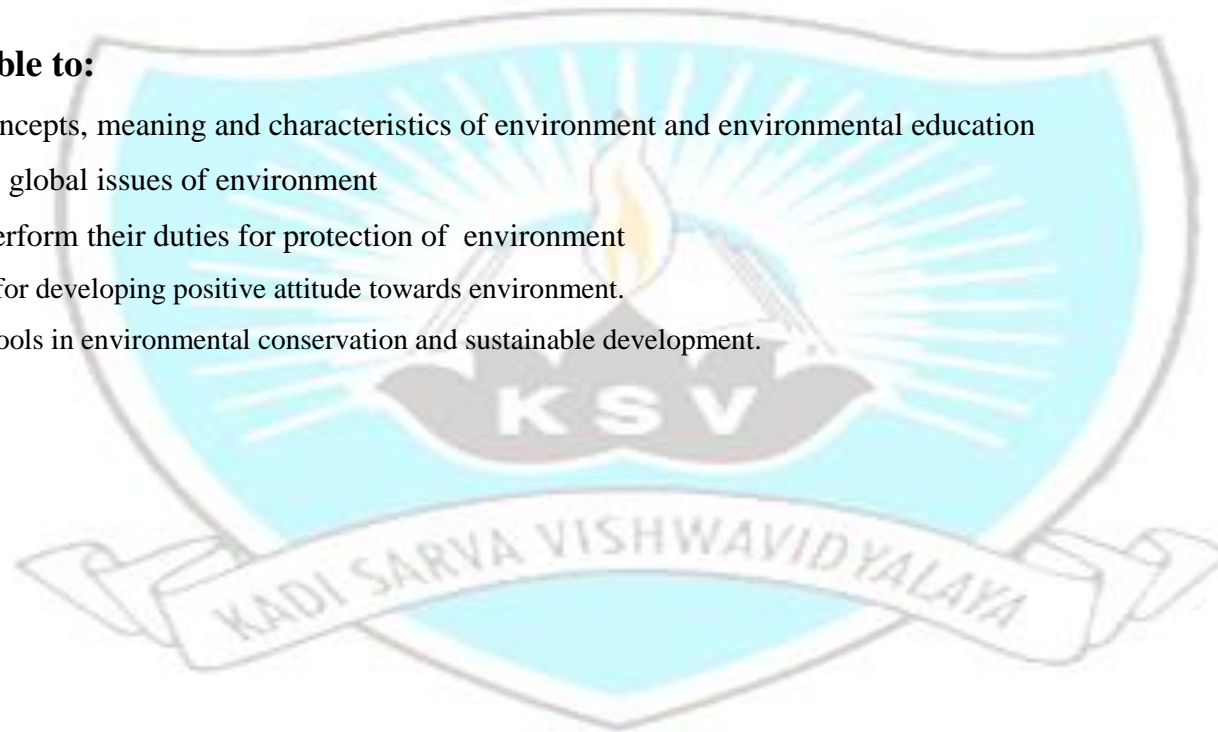 ble to:
ncepts, meaning and characteristics of environment and environmental education
global issues of environment
erform their duties for protection of environment
for developing positive attitude towards environment.
ools in environmental conservation and sustainable development.
KSV
KADI SARVA VISHWAVIDYALAYA